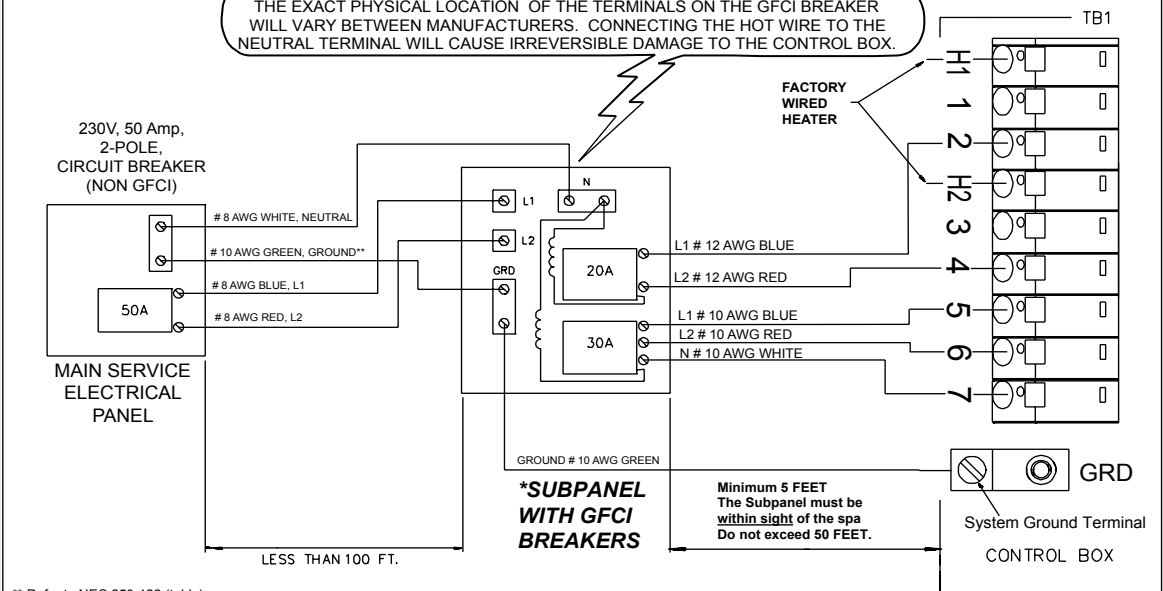 THE EXACT PHYSICAL LOCATION OF THE TERMINALS ON THE GFCI BREAKER
WILL VARY BETWEEN MANUFACTURERS. CONNECTING THE HOT WIRE TO THE
NEUTRAL TERMINAL WILL CAUSE IRREVERSIBLE DAMAGE TO THE CONTROL BOX.
TB1
FACTORY
WIRED
HEATER
H1
1
2
H2
3
4
5
6
7
230V, 50 Amp,
2-POLE,
CIRCUIT BREAKER
(NON GFCI)
# 8 AWG WHITE, NEUTRAL
# 10 AWG GREEN, GROUND**
# 8 AWG BLUE, L1
# 8 AWG RED, L2
50A
MAIN SERVICE
ELECTRICAL
PANEL
L1
L2
GRD
N
20A
30A
L1 # 12 AWG BLUE
L2 # 12 AWG RED
L1 # 10 AWG BLUE
L2 # 10 AWG RED
N # 10 AWG WHITE
GROUND # 10 AWG GREEN
*SUBPANEL
WITH GFCI
BREAKERS
Minimum 5 FEET
The Subpanel must be
within sight of the spa
Do not exceed 50 FEET.
GRD
System Ground Terminal
CONTROL BOX
LESS THAN 100 FT.